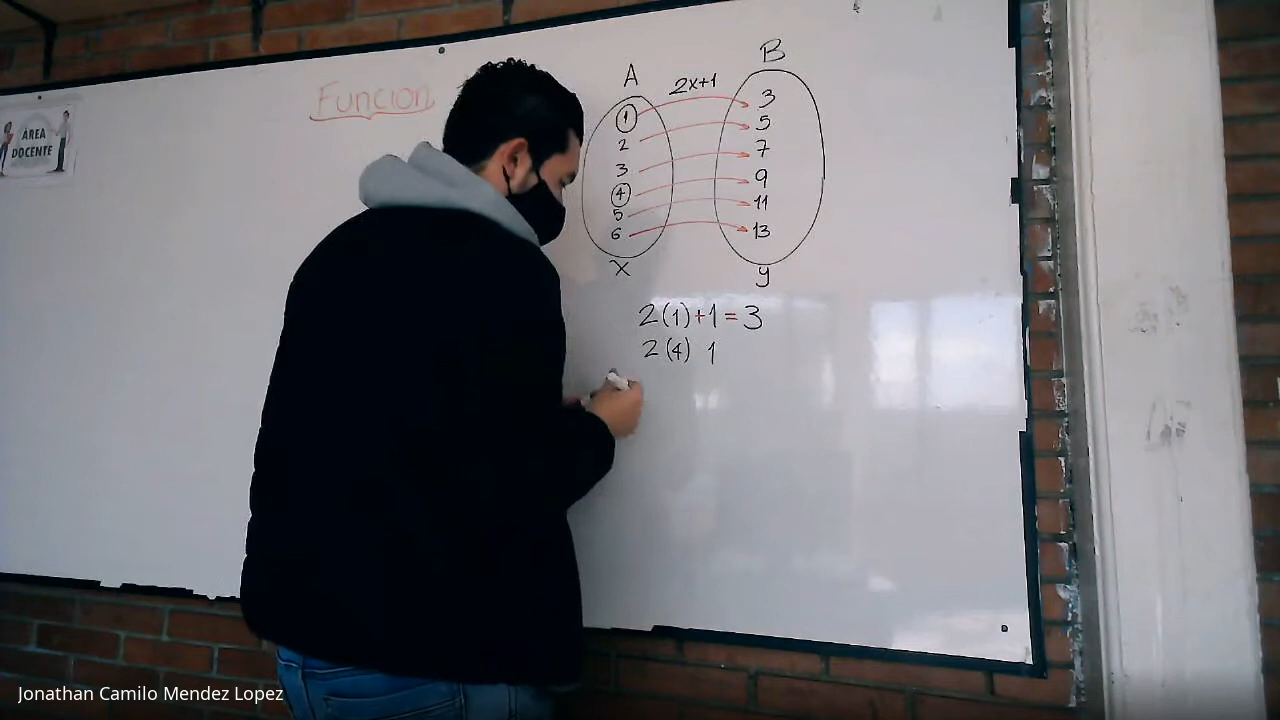 ÁREA
DOCENTE
Funcion
A
2x+1
B
1
2
3
4
5
6
3
5
7
9
11
13
x
y
2(1)+1=3
2(4) 1
Jonathan Camilo Mendez Lopez